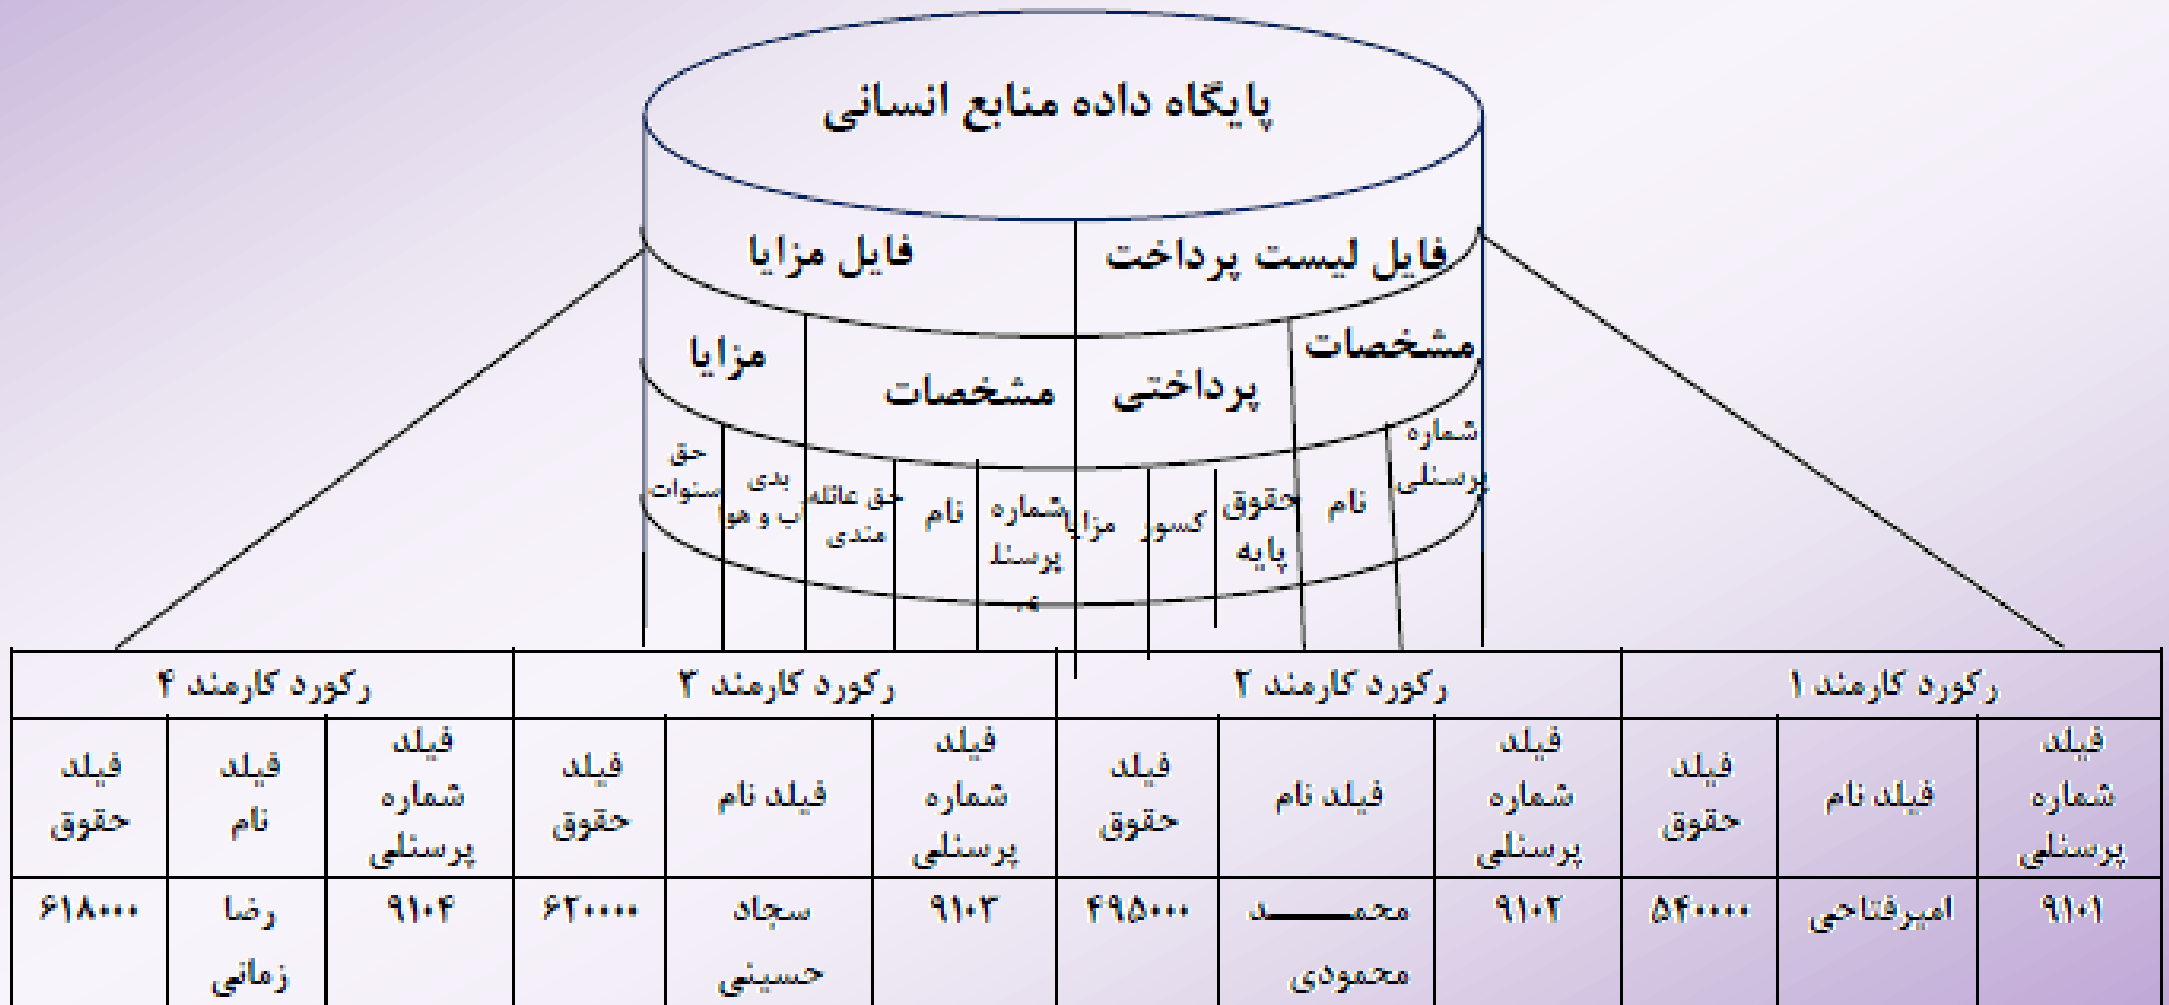 پایگاه داده منابع انسانی
فایل لیست پرداخت
فایل مزایا
مشخصات
پرداختی
مشخصات
مزایا
شماره
پرسنلی
نام
حقوق
پایه
کسور
مزایا
شماره
پرسنلی
نام
حق عائله
مندی
بدی
آب و هوا
حق
سنوات
رکورد کارمند ۱
رکورد کارمند ۲
رکورد کارمند ۳
رکورد کارمند ۴
فیلد
شماره
پرسنلی
فیلد نام
فیلد
حقوق
فیلد
شماره
پرسنلی
فیلد نام
فیلد
حقوق
فیلد
شماره
پرسنلی
فیلد نام
فیلد
حقوق
فیلد
شماره
پرسنلی
فیلد
نام
فیلد
حقوق
۹۱۰۱
امیرفتاحی
۵۴۰۰۰۰
۹۱۰۲
محمـــــد
محمودی
۴۹۵۰۰۰
۹۱۰۳
سجاد
حسینی
۶۲۰۰۰۰
۹۱۰۴
رضا
زمانی
۶۱۸۰۰۰